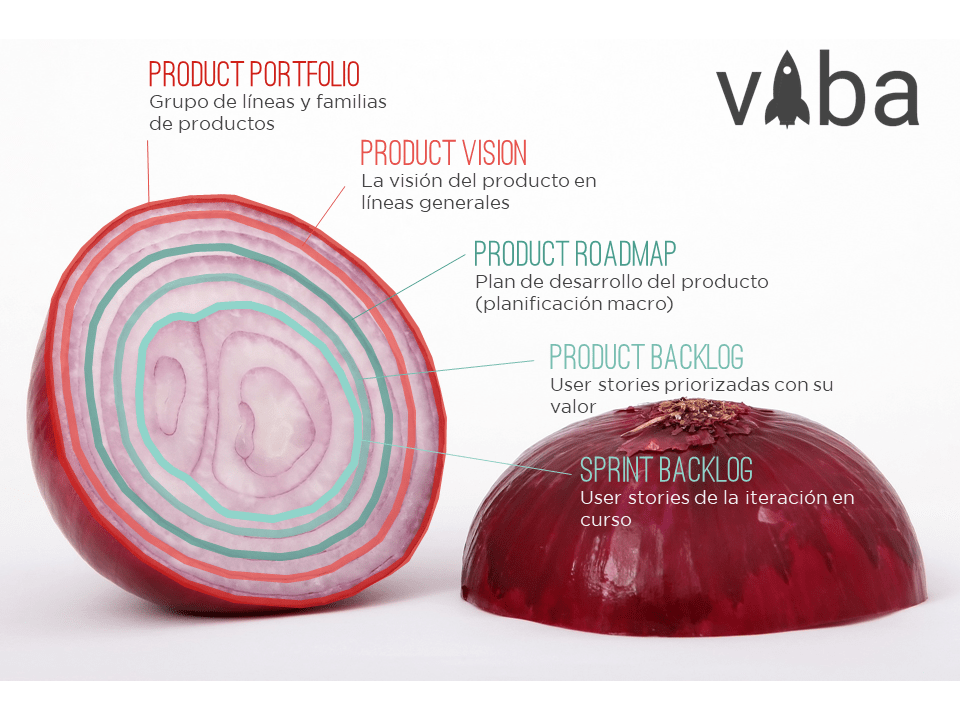 PRODUCT PORTFOLIO
Grupo de líneas y familias
de productos
vaba
PRODUCT VISION
La visión del producto en
líneas generales
PRODUCT ROADMAP
Plan de desarrollo del producto
(planificación macro)
PRODUCT BACKLOG
User stories priorizadas con su
valor
SPRINT BACKLOG
User stories de la iteración en
curso